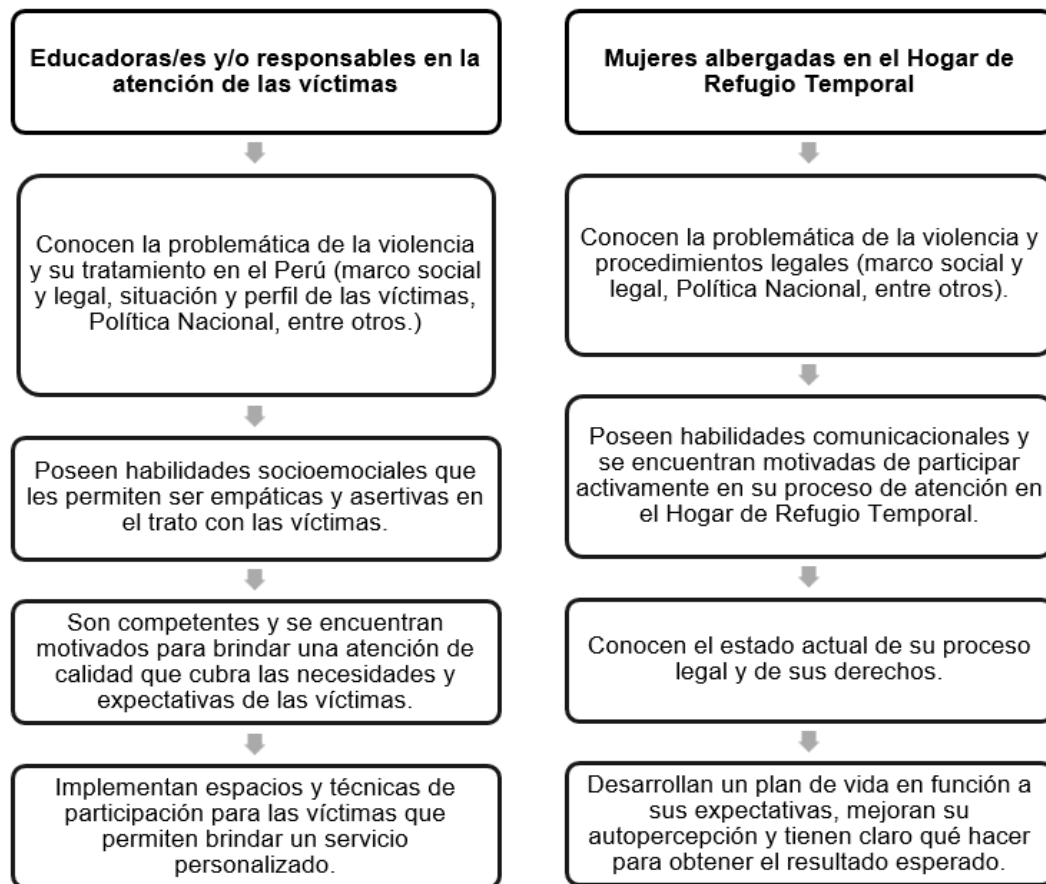 Educadoras/es y/o responsables en la
atención de las víctimas
Conocen la problemática de la violencia
y su tratamiento en el Perú (marco social
y legal, situación y perfil de las víctimas,
Política Nacional, entre otros.)
Poseen habilidades socioemociales que
les permiten ser empáticas y asertivas en
el trato con las víctimas.
Son competentes y se encuentran
motivados para brindar una atención de
calidad que cubra las necesidades y
expectativas de las víctimas.
Implementan espacios y técnicas de
participación para las víctimas que
permiten brindar un servicio
personalizado.
Mujeres albergadas en el Hogar de
Refugio Temporal
Conocen la problemática de la violencia y
procedimientos legales (marco social y
legal, Política Nacional, entre otros).
Poseen habilidades comunicacionales y
se encuentran motivadas de participar
activamente en su proceso de atención en
el Hogar de Refugio Temporal.
Conocen el estado actual de su proceso
legal y de sus derechos.
Desarrollan un plan de vida en función a
sus expectativas, mejoran su
autopercepción y tienen claro qué hacer
para obtener el resultado esperado.